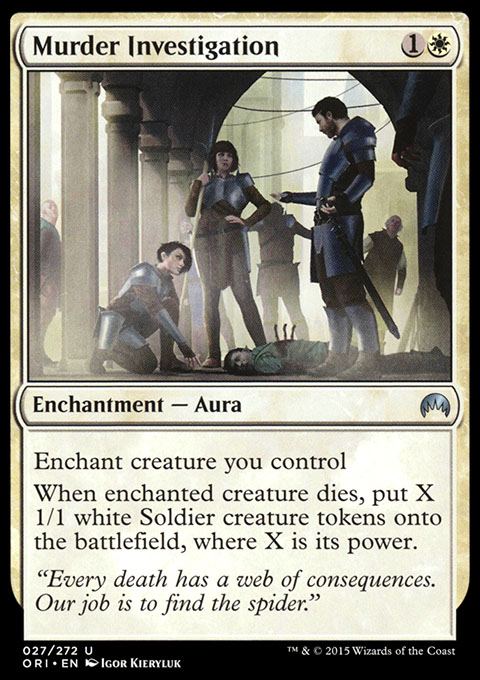 Murder Investigation 1
Enchantment — Aura
Enchant creature you control
When enchanted creature dies, put X
1/1 white Soldier creature tokens onto
the battlefield, where X is its power.
“Every death has a web of consequences.
Our job is to find the spider.”
027/272 U
ORI • EN Igor Kieryluk
™ & © 2015 Wizards of the Coast